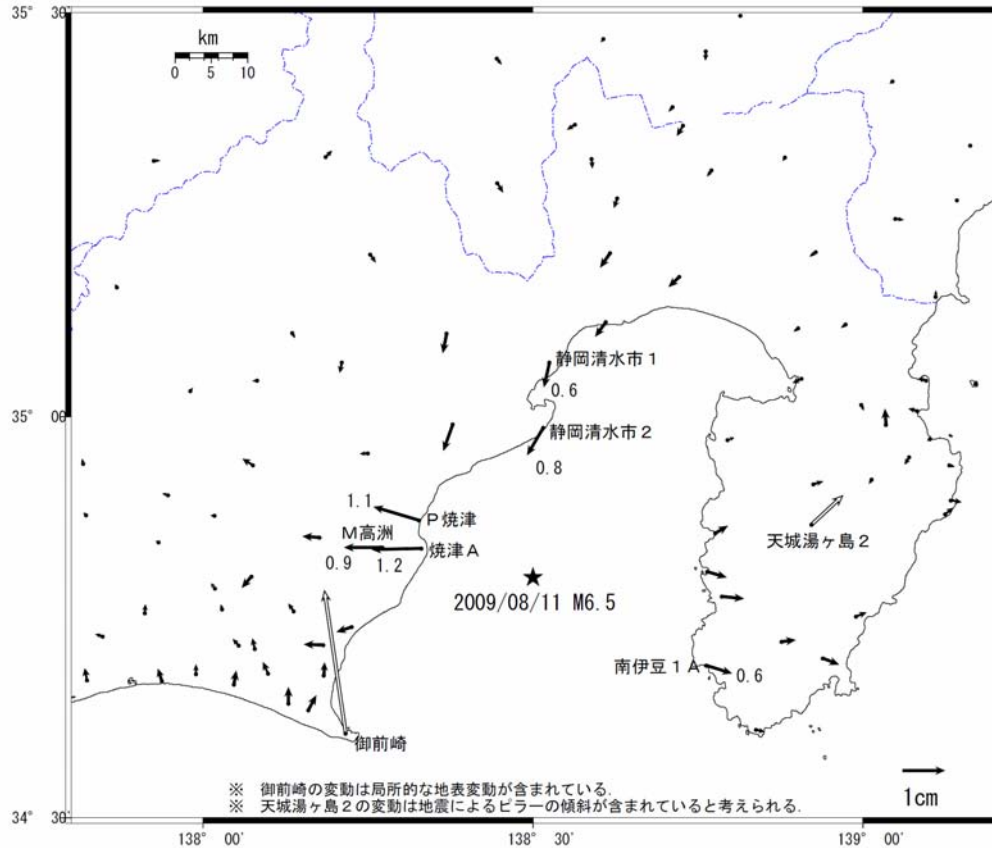 35° 30′
km
0 5 10
静岡清水市１
0.6
35° 00′
静岡清水市２
0.8
1.1
Ｐ焼津
Ｍ高洲
焼津Ａ
0.9
1.2
天城湯ヶ島２
2009/08/11 M6.5
南伊豆１Ａ
0.6
御前崎
1cm
※ 御前崎の変動は局所的な地表変動が含まれている.
※ 天城湯ヶ島２の変動は地震によるピラーの傾斜が含まれていると考えられる.
34° 30′
138° 00′
138° 30′
139° 00′